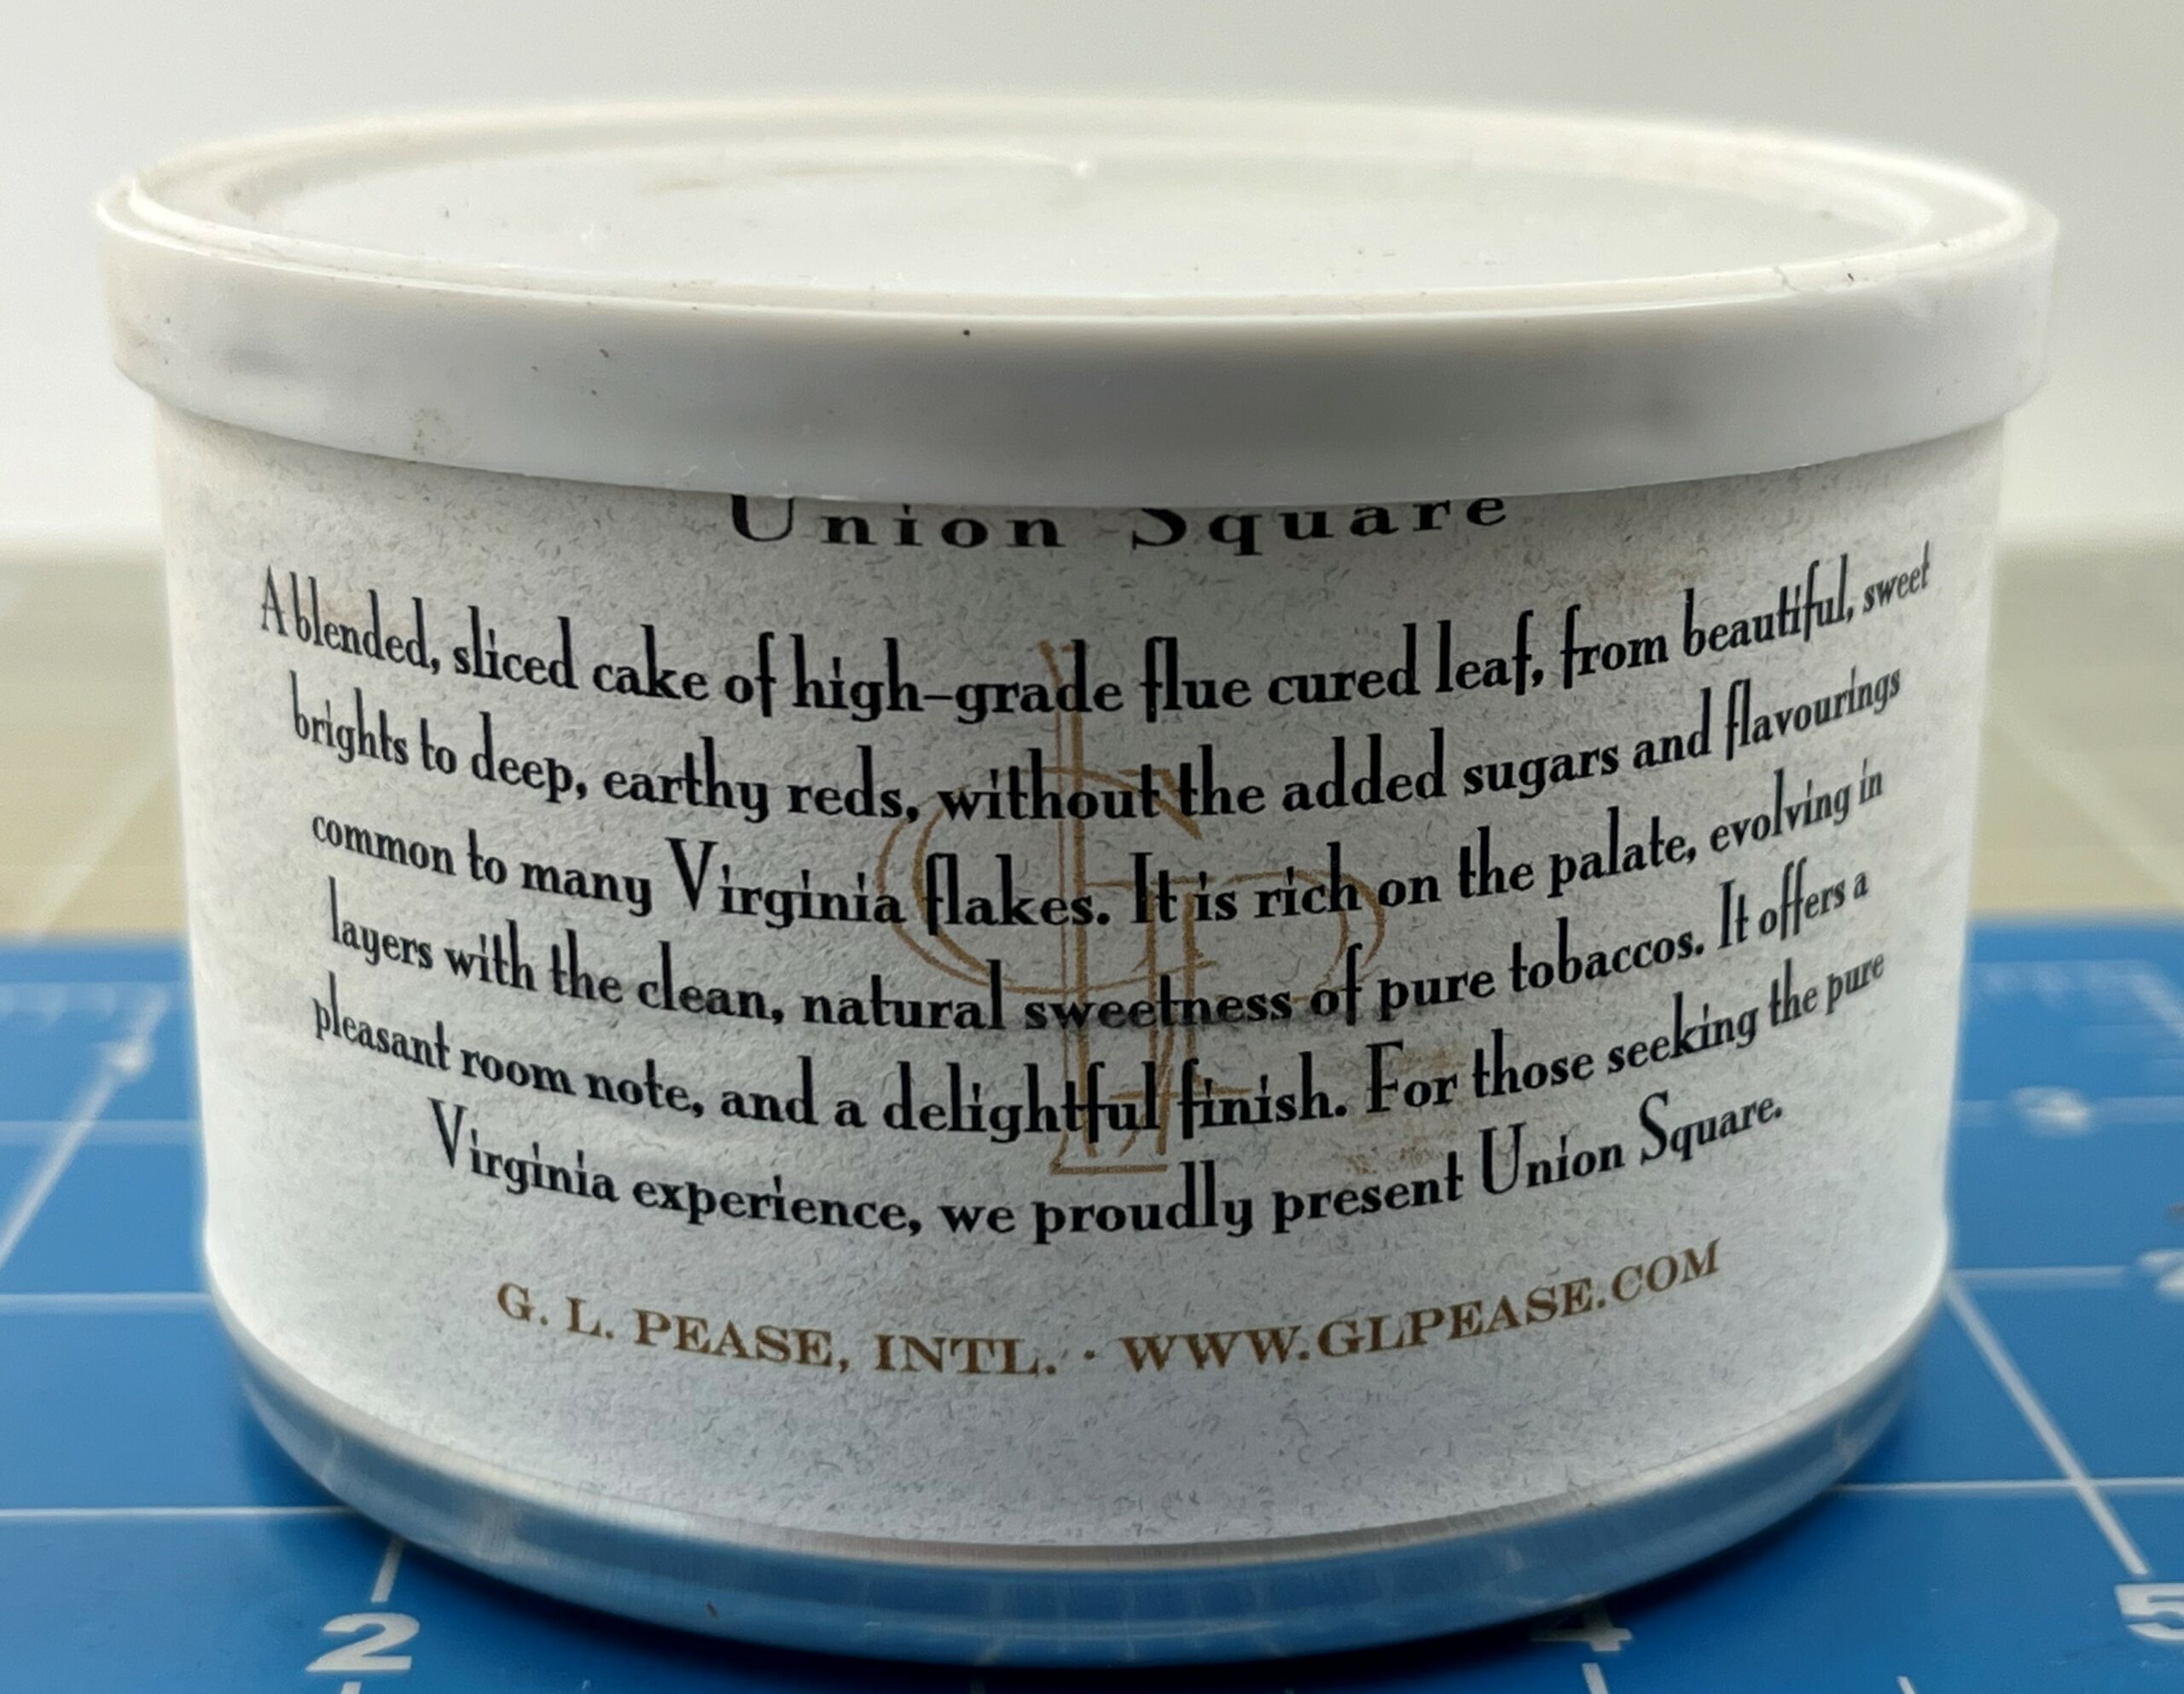 Union Square
A blended, sliced cake of high-grade flue cured leaf, from beautiful, sweet
brights to deep, earthy reds, without the added sugars and flavourings
common to many Virginia flakes. It is rich on the palate, evolving in
layers with the clean, natural sweetness of pure tobaccos. It offers a
pleasant room note, and a delightful finish. For those seeking the pure
Virginia experience, we proudly present Union Square.
G. L. PEASE, INTL. · WWW.GLPEASE.COM
2
4
5